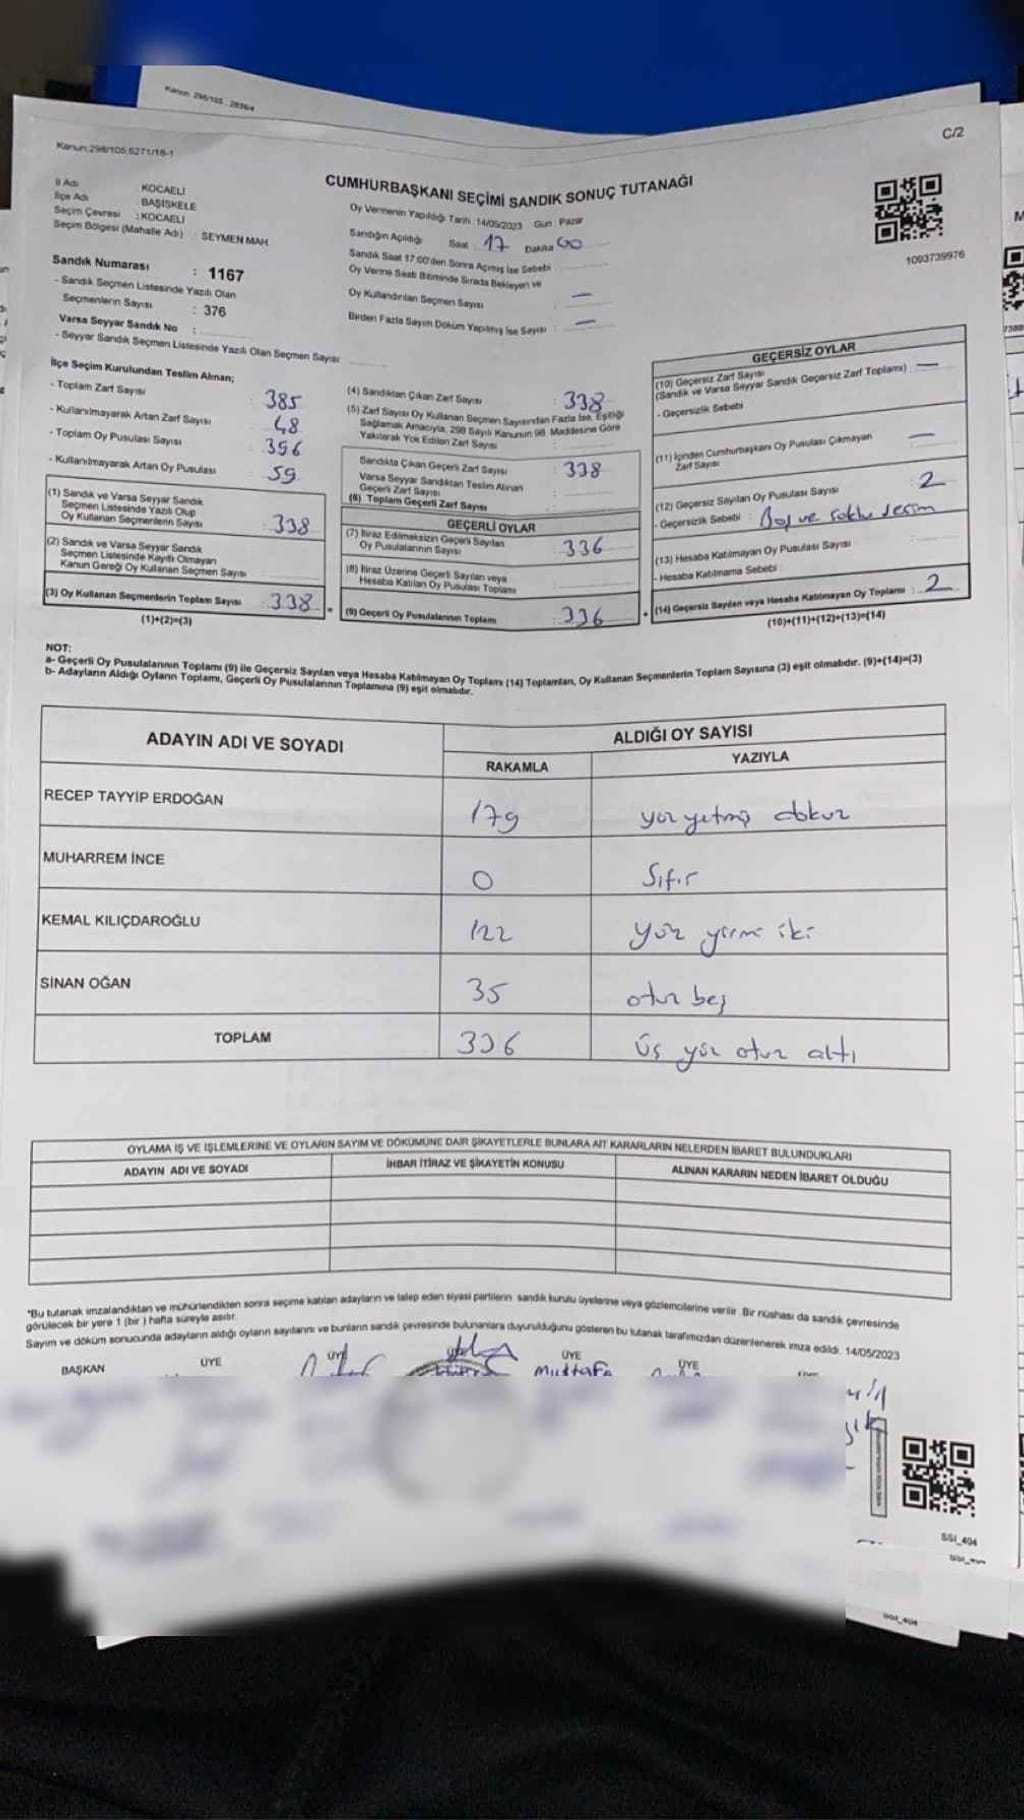 Kanun: 298/105
C/2
Kanun;298/105;6271/18-1
CUMHURBAŞKANI SEÇİMİ SANDIK SONUÇ TUTANAĞI
İl Adı KOCAELİ
İlçe Adı BAŞİSKELE
Seçim Çevresi : KOCAELİ
Seçim Bölgesi (Mahalle Adı) : SEYMEN MAH
Sandık Numarası : 1167
- Sandık Seçmen Listesinde Yazılı Olan
Seçmenlerin Sayısı : 376
Varsa Seyyar Sandık No :
- Seyyar Sandık Seçmen Listesinde Yazılı Olan Seçmen Sayısı
Oy Vermenin Yapıldığı Tarih : 14/05/2023 Gün : Pazar
Sandığın Açıldığı Saat 17 Dakika 00
Sandık Saat 17:00'den Sonra Açmış İse Sebebi
Oy Verme Saati Bitiminde Sırada Bekleyen ve
Oy Kullandırılan Seçmen Sayısı : —
Birden Fazla Sayım Döküm Yapılmış İse Sayısı : —
1093739976
İlçe Seçim Kurulundan Teslim Alınan;
- Toplam Zarf Sayısı : 385
- Kullanılmayarak Artan Zarf Sayısı : 48
- Toplam Oy Pusulası Sayısı : 396
- Kullanılmayarak Artan Oy Pusulası : 59
(1) Sandık ve Varsa Seyyar Sandık
Seçmen Listesinde Yazılı Olup
Oy Kullanan Seçmenlerin Sayısı : 338
(2) Sandık ve Varsa Seyyar Sandık
Seçmen Listesinde Kayıtlı Olmayan
Kanun Gereği Oy Kullanan Seçmen Sayısı
(3) Oy Kullanan Seçmenlerin Toplam Sayısı : 338 =
(1)+(2)=(3)
(4) Sandıktan Çıkan Zarf Sayısı : 338
(5) Zarf Sayısı Oy Kullanan Seçmen Sayısından Fazla İse, Eşitliği
Sağlamak Amacıyla, 298 Sayılı Kanunun 98. Maddesine Göre
Yakılarak Yok Edilen Zarf Sayısı
Sandıkta Çıkan Geçerli Zarf Sayısı : 338
Varsa Seyyar Sandıktan Teslim Alınan
Geçerli Zarf Sayısı
(6) Toplam Geçerli Zarf Sayısı
GEÇERLİ OYLAR
(7) İtiraz Edilmeksizin Geçerli Sayılan
Oy Pusulalarının Sayısı : 336
(8) İtiraz Üzerine Geçerli Sayılan veya
Hesaba Katılan Oy Pusulası Toplamı
(9) Geçerli Oy Pusulalarının Toplamı : 336 +
GEÇERSİZ OYLAR
(10) Geçersiz Zarf Sayısı
(Sandık ve Varsa Seyyar Sandık Geçersiz Zarf Toplamı) : —
- Geçersizlik Sebebi
(11) İçinden Cumhurbaşkanı Oy Pusulası Çıkmayan
Zarf Sayısı : —
(12) Geçersiz Sayılan Oy Pusulası Sayısı : 2
- Geçersizlik Sebebi : Boş ve
(13) Hesaba Katılmayan Oy Pusulası Sayısı
- Hesaba Katılmama Sebebi :
(14) Geçersiz Sayılan veya Hesaba Katılmayan Oy Toplamı : 2
(10)+(11)+(12)+(13)=(14)
NOT:
a- Geçerli Oy Pusulalarının Toplamı (9) ile Geçersiz Sayılan veya Hesaba Katılmayan Oy Toplamı (14) Toplamları, Oy Kullanan Seçmenlerin Toplam Sayısına (3) eşit olmalıdır. (9)+(14)=(3)
b- Adayların Aldığı Oyların Toplamı, Geçerli Oy Pusulalarının Toplamına (9) eşit olmalıdır.
ADAYIN ADI VE SOYADI
ALDIĞI OY SAYISI
RAKAMLA YAZIYLA
RECEP TAYYİP ERDOĞAN 179 yüz yetmiş dokuz
MUHARREM İNCE 0 Sıfır
KEMAL KILIÇDAROĞLU 122 yüz yirmi iki
SİNAN OĞAN 35 otuz beş
TOPLAM 336 üç yüz otuz altı
OYLAMA İŞ VE İŞLEMLERİNE VE OYLARIN SAYIM VE DÖKÜMÜNE DAİR ŞİKAYETLERLE BUNLARA AİT KARARLARIN NELERDEN İBARET BULUNDUKLARI
ADAYIN ADI VE SOYADI İHBAR İTİRAZ VE ŞİKAYETİN KONUSU ALINAN KARARIN NEDEN İBARET OLDUĞU
*Bu tutanak imzalandıktan ve mühürlendikten sonra seçime katılan adayların ve talep eden siyasi partilerin sandık kurulu üyelerine veya gözlemcilerine verilir. Bir nüshası da sandık çevresinde
görülecek bir yere 1 (bir) hafta süreyle asılır.
Sayım ve döküm sonucunda adayların aldığı oyların sayılarını ve bunların sandık çevresinde bulunanlara duyurulduğunu gösteren bu tutanak tarafımızdan düzenlenerek imza edildi. 14/05/2023
BAŞKAN ÜYE ÜYE ÜYE ÜYE
Mustafa
SGI_404